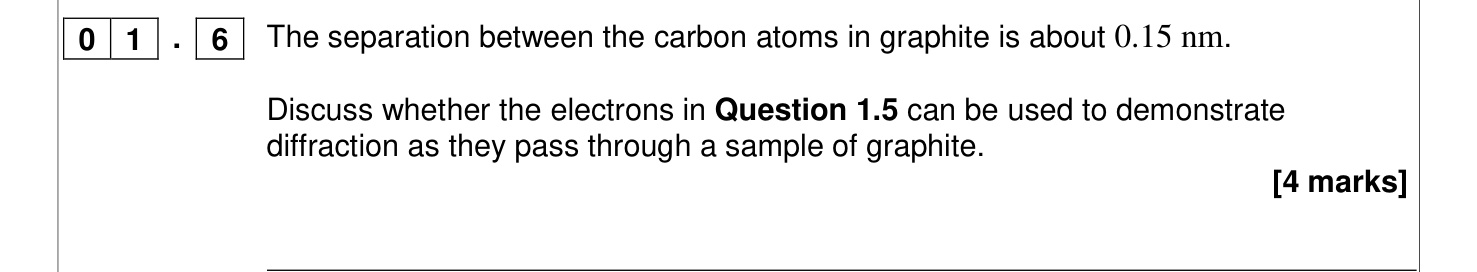 0 1 . 6 The separation between the carbon atoms in graphite is about 0.15 nm.
Discuss whether the electrons in Question 1.5 can be used to demonstrate
diffraction as they pass through a sample of graphite.
[4 marks]